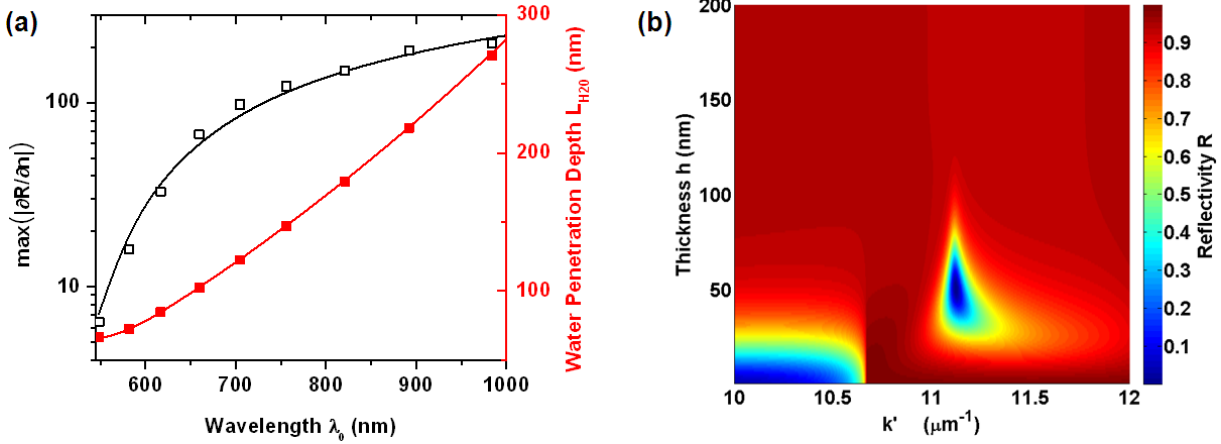 (a)
300
200
100
100
10
max(|∂R/∂n|)
Water Penetration Depth L_H20 (nm)
600 700 800 900 1000
Wavelength λ₀ (nm)
(b)
200
150
100
50
Thickness h (nm)
10 10.5 11 11.5 12
k' (μm⁻¹)
0.9
0.8
0.7
0.6
0.5
0.4
0.3
0.2
0.1
Reflectivity R